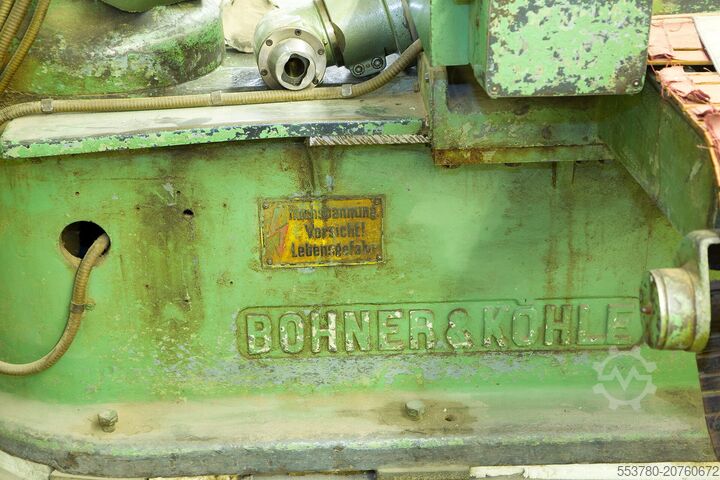 Hochspannung
Vorsicht!
Lebensgefahr
BOHNER & KÖHLE
553780-20760672